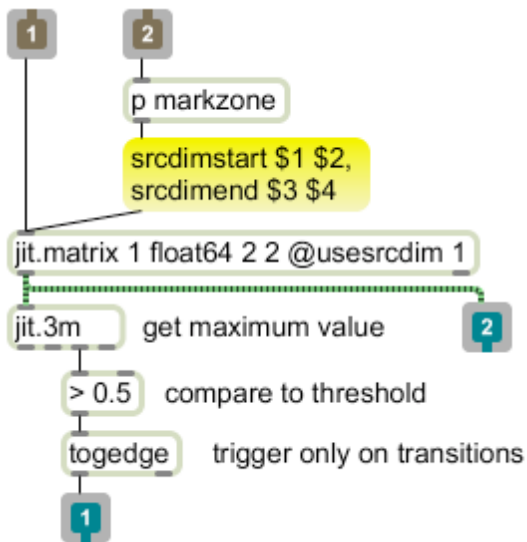 1
2
p markzone
srcdimstart $1 $2,
srcdimend $3 $4
jit.matrix 1 float64 2 2 @usesrcdim 1
jit.3m get maximum value
2
> 0.5 compare to threshold
togedge trigger only on transitions
1